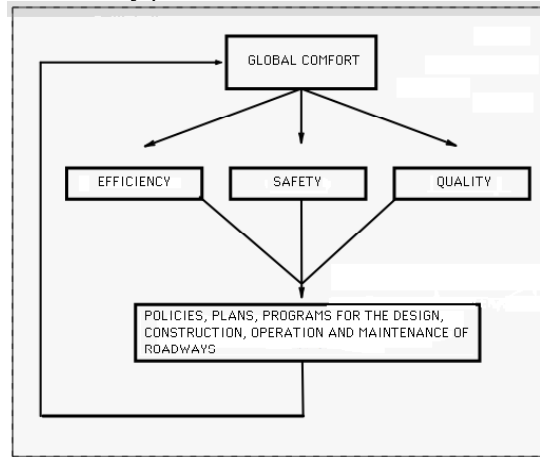 GLOBAL COMFORT
EFFICIENCY
SAFETY
QUALITY
POLICIES, PLANS, PROGRAMS FOR THE DESIGN,
CONSTRUCTION, OPERATION AND MAINTENANCE OF
ROADWAYS